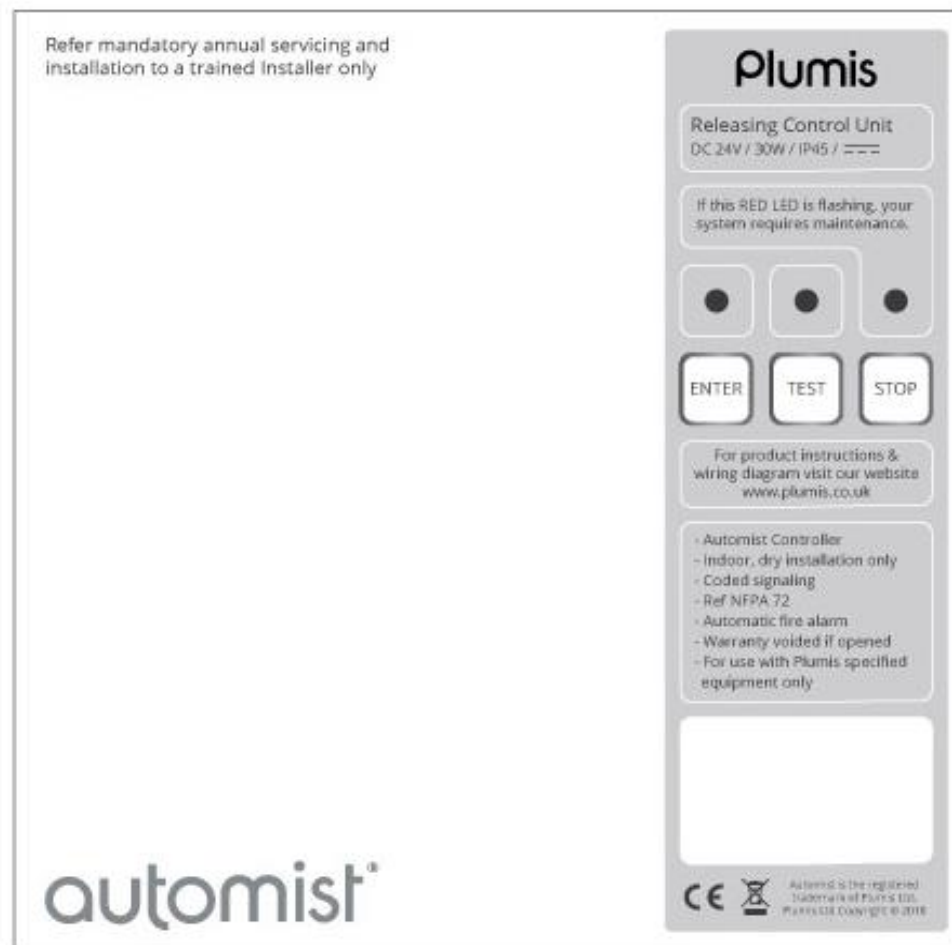 Refer mandatory annual servicing and
installation to a trained Installer only
Plumis
Releasing Control Unit
DC 24V / 30W / IP45 /
If this RED LED is flashing, your
system requires maintenance.
ENTER TEST STOP
For product instructions &
wiring diagram visit our website
www.plumis.co.uk
- Automist Controller
- Indoor, dry installation only
- Coded signaling
- Ref NFPA 72
- Automatic fire alarm
- Warranty voided if opened
- For use with Plumis specified
equipment only
automist®
CE
Automist is the registered
trademark of Plumis Ltd.
Plumis Ltd Copyright © 2018